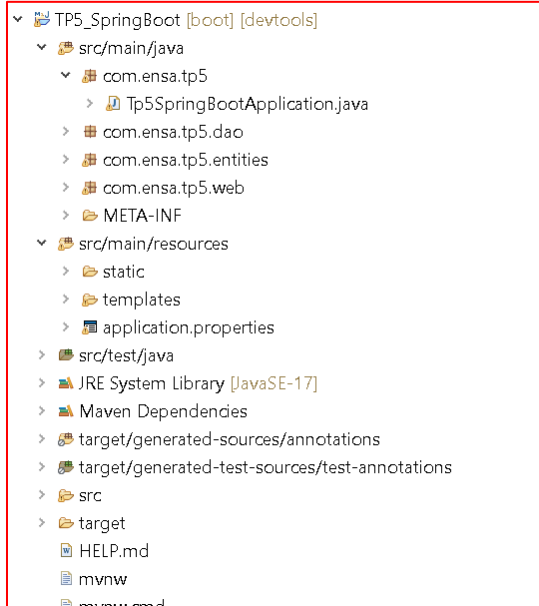 TP5_SpringBoot [boot] [devtools]
src/main/java
com.ensa.tp5
Tp5SpringBootApplication.java
com.ensa.tp5.dao
com.ensa.tp5.entities
com.ensa.tp5.web
META-INF
src/main/resources
static
templates
application.properties
src/test/java
JRE System Library [JavaSE-17]
Maven Dependencies
target/generated-sources/annotations
target/generated-test-sources/test-annotations
src
target
HELP.md
mvnw
mvnw.cmd